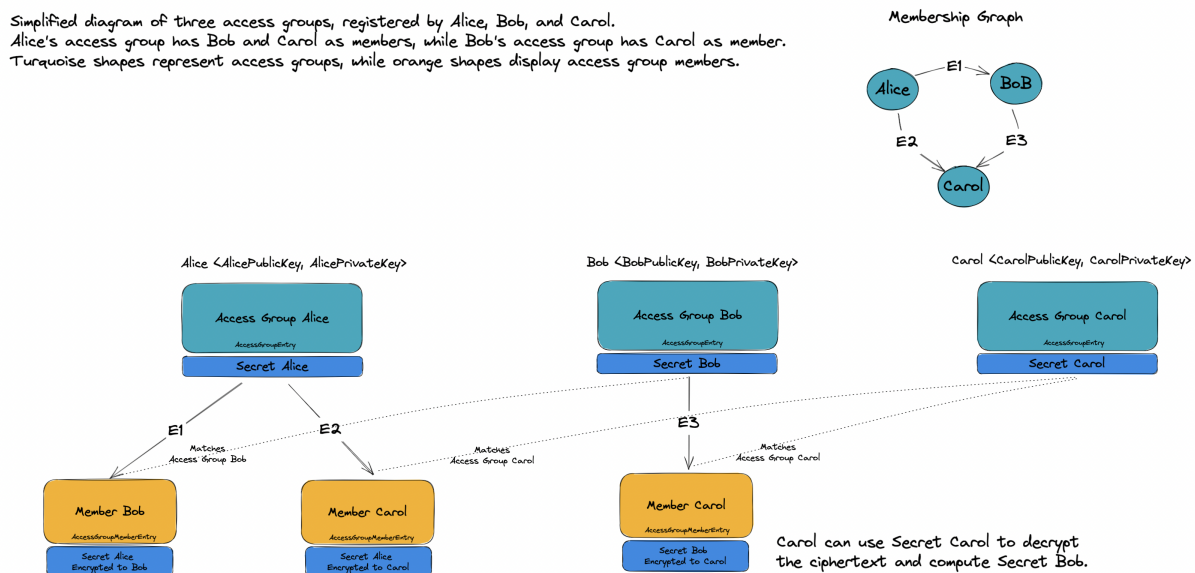 Simplified diagram of three access groups, registered by Alice, Bob, and Carol.
Alice's access group has Bob and Carol as members, while Bob's access group has Carol as member.
Turquoise shapes represent access groups, while orange shapes display access group members.
Membership Graph
Alice
E1
BoB
E2
E3
Carol
Alice <AlicePublicKey, AlicePrivateKey>
Bob <BobPublicKey, BobPrivateKey>
Carol <CarolPublicKey, CarolPrivateKey>
Access Group Alice
AccessGroupEntry
Secret Alice
Access Group Bob
AccessGroupEntry
Secret Bob
Access Group Carol
AccessGroupEntry
Secret Carol
E1
E2
E3
Matches
Access Group Bob
Matches
Access Group Carol
Matches
Access Group Carol
Member Bob
AccessGroupMemberEntry
Secret Alice
Encrypted to Bob
Member Carol
AccessGroupMemberEntry
Secret Alice
Encrypted to Carol
Member Carol
AccessGroupMemberEntry
Secret Bob
Encrypted to Carol
Carol can use Secret Carol to decrypt
the ciphertext and compute Secret Bob.